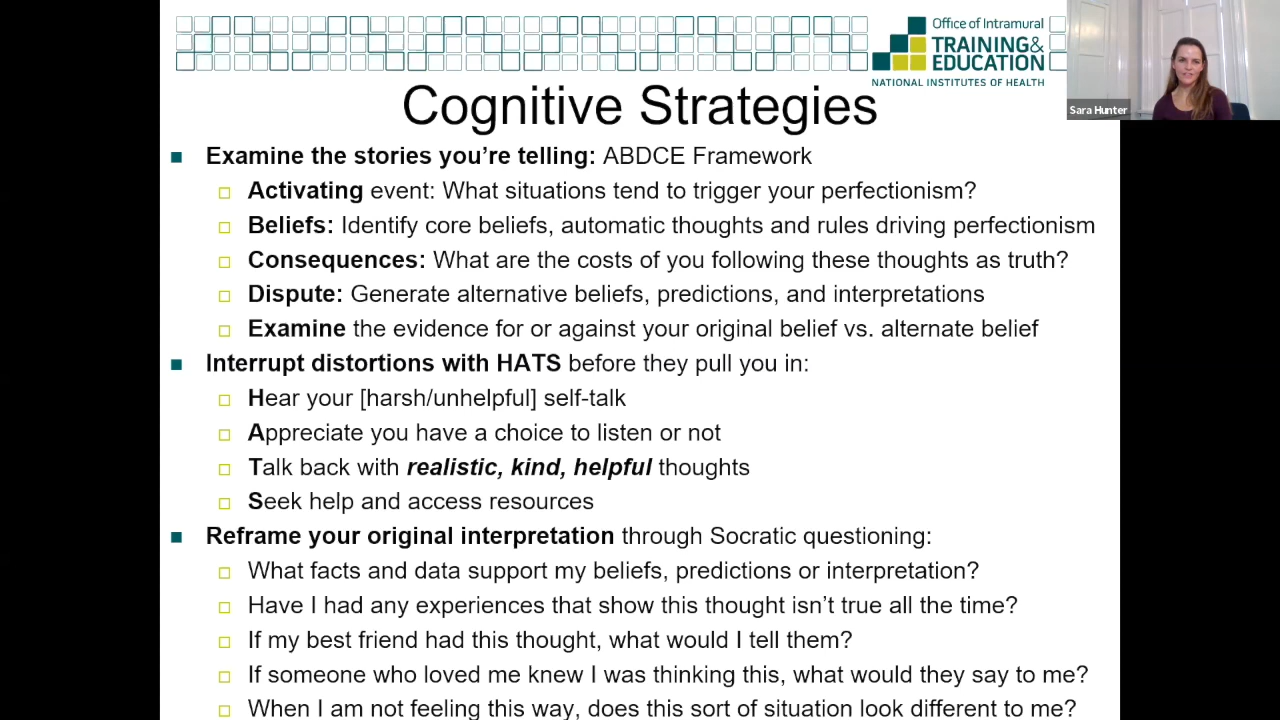 Office of Intramural
TRAINING&
EDUCATION
NATIONAL INSTITUTES OF HEALTH
Sara Hunter
Cognitive Strategies
Examine the stories you're telling: ABDCE Framework
Activating event: What situations tend to trigger your perfectionism?
Beliefs: Identify core beliefs, automatic thoughts and rules driving perfectionism
Consequences: What are the costs of you following these thoughts as truth?
Dispute: Generate alternative beliefs, predictions, and interpretations
Examine the evidence for or against your original belief vs. alternate belief
Interrupt distortions with HATS before they pull you in:
Hear your [harsh/unhelpful] self-talk
Appreciate you have a choice to listen or not
Talk back with realistic, kind, helpful thoughts
Seek help and access resources
Reframe your original interpretation through Socratic questioning:
What facts and data support my beliefs, predictions or interpretation?
Have I had any experiences that show this thought isn't true all the time?
If my best friend had this thought, what would I tell them?
If someone who loved me knew I was thinking this, what would they say to me?
When I am not feeling this way, does this sort of situation look different to me?